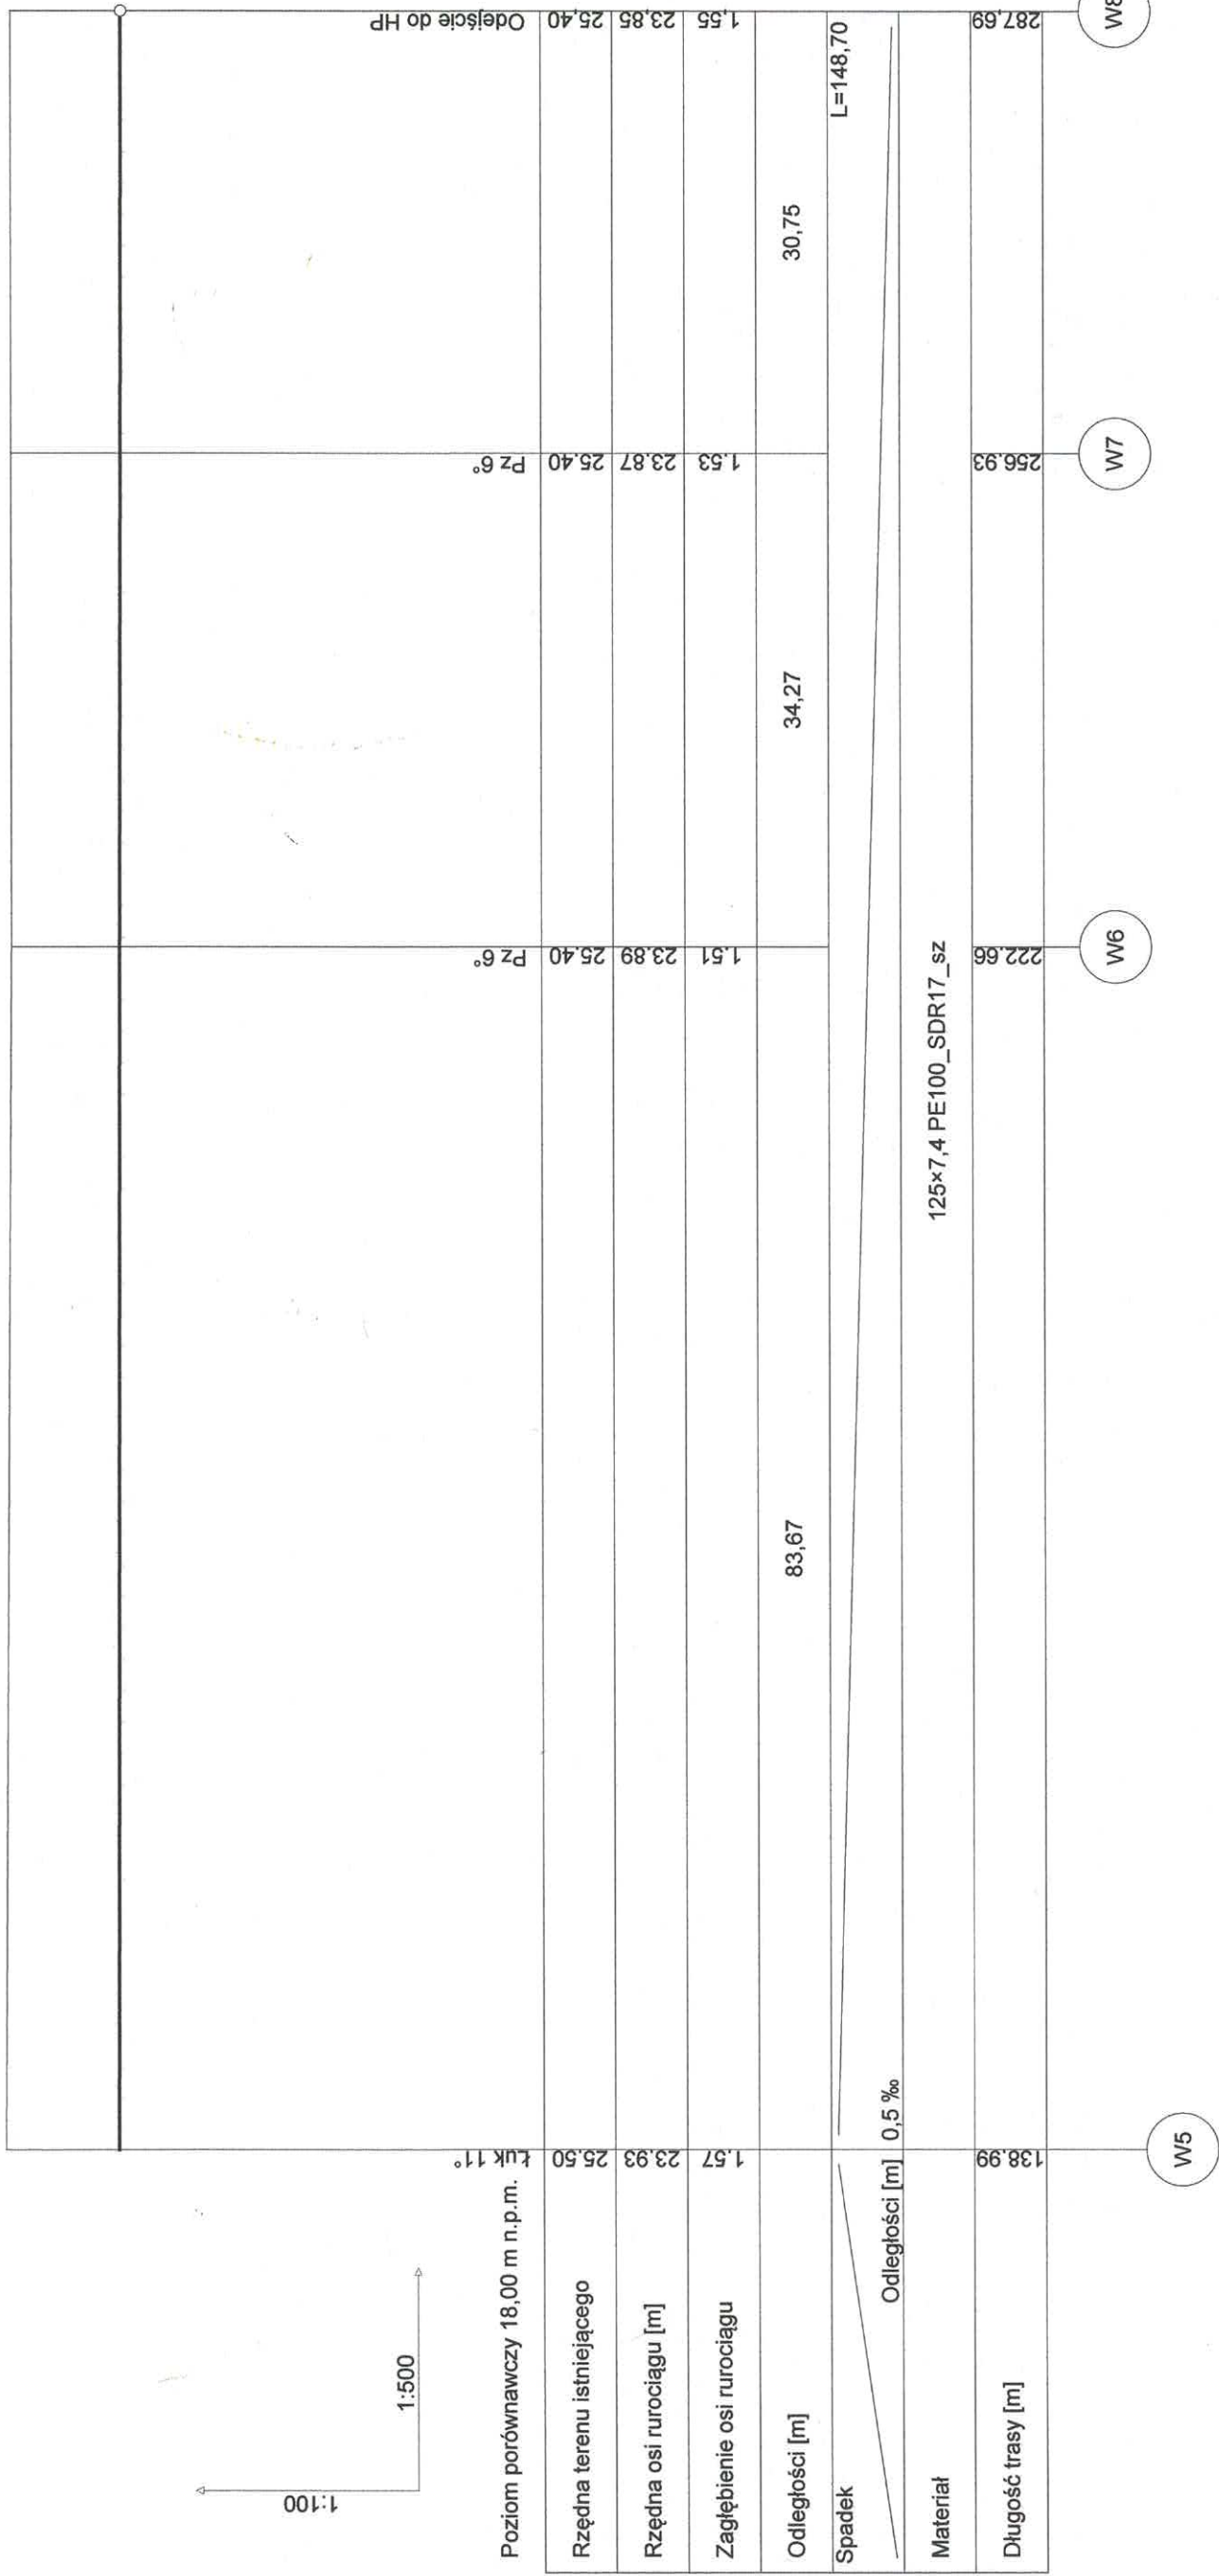 1:100
1:500
Poziom porównawczy 18,00 m n.p.m.
Łuk 11°
Pz 6°
Pz 6°
Odejście do HP
Rzędna terenu istniejącego
25.50
25.40
25.40
25,40
Rzędna osi rurociągu [m]
23.93
23.89
23.87
23,85
Zagłębienie osi rurociągu
1.57
1.51
1.53
1,55
Odległości [m]
83,67
34,27
30,75
Spadek
Odległości [m]
0,5 ‰
L=148,70
Materiał
125×7,4 PE100_SDR17_sz
Długość trasy [m]
138.99
222.66
256.93
287,69
W5
W6
W7
W8